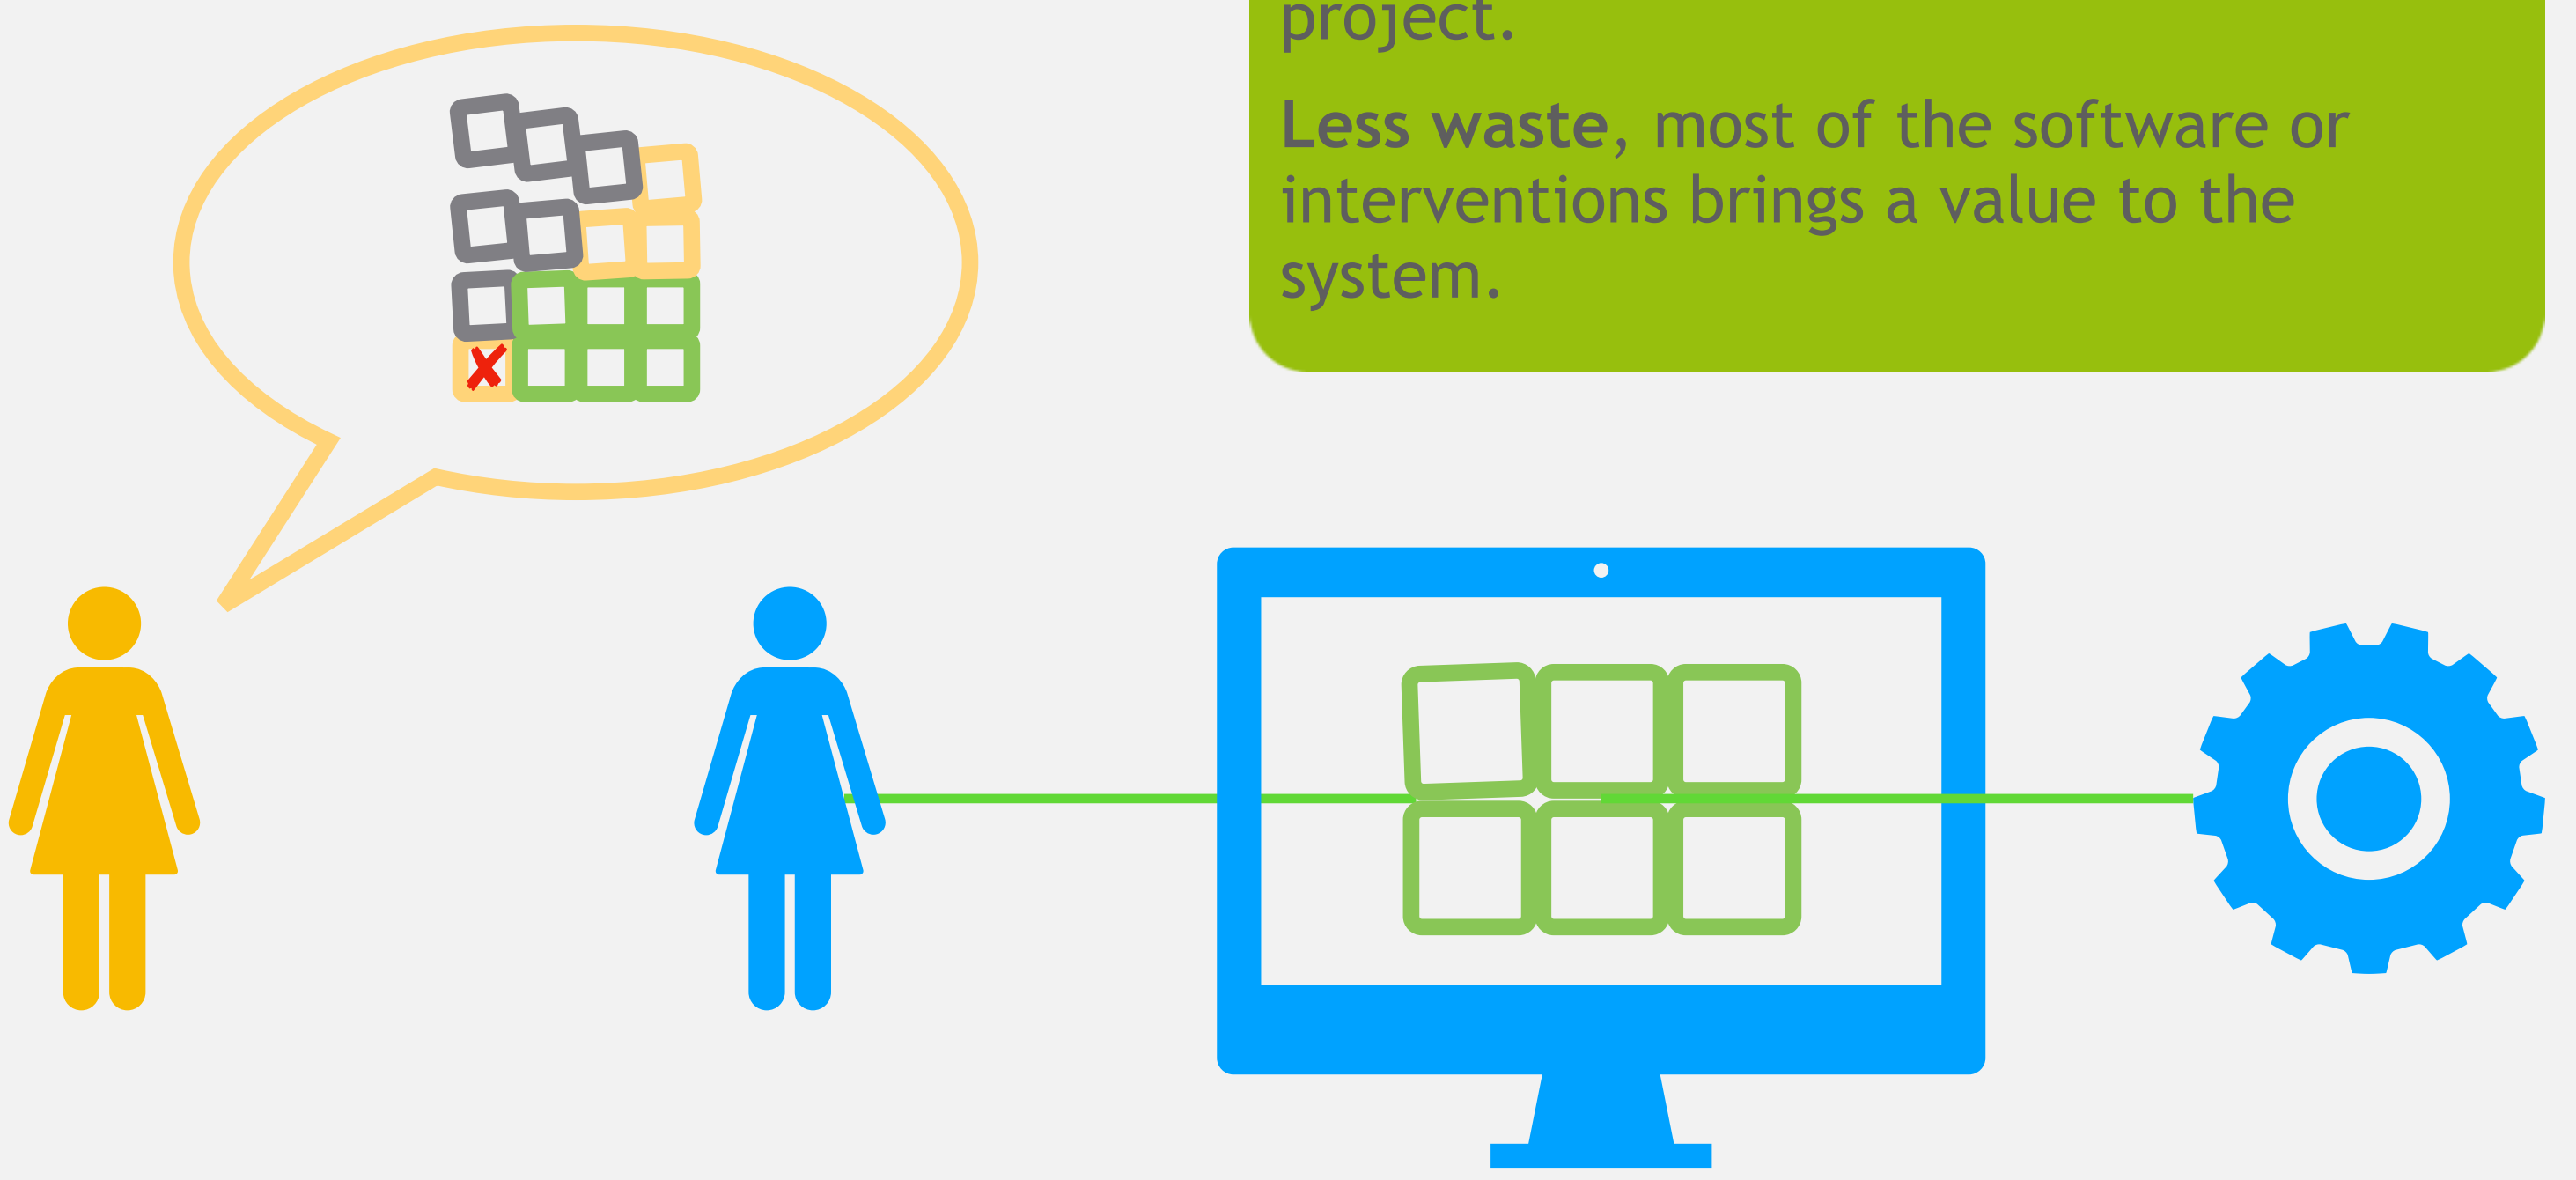 project.
Less waste, most of the software or
interventions brings a value to the
system.